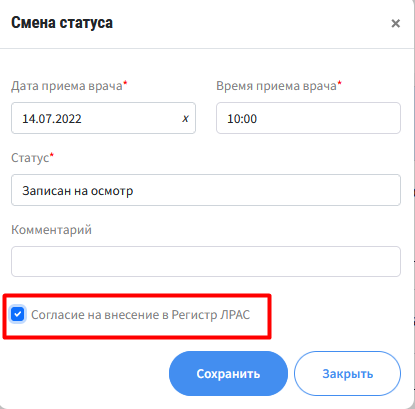 Смена статуса ×
Дата приема врача* Время приема врача*
14.07.2022 x 10:00
Статус*
Записан на осмотр
Комментарий
Согласие на внесение в Регистр ЛРАС
Сохранить Закрыть